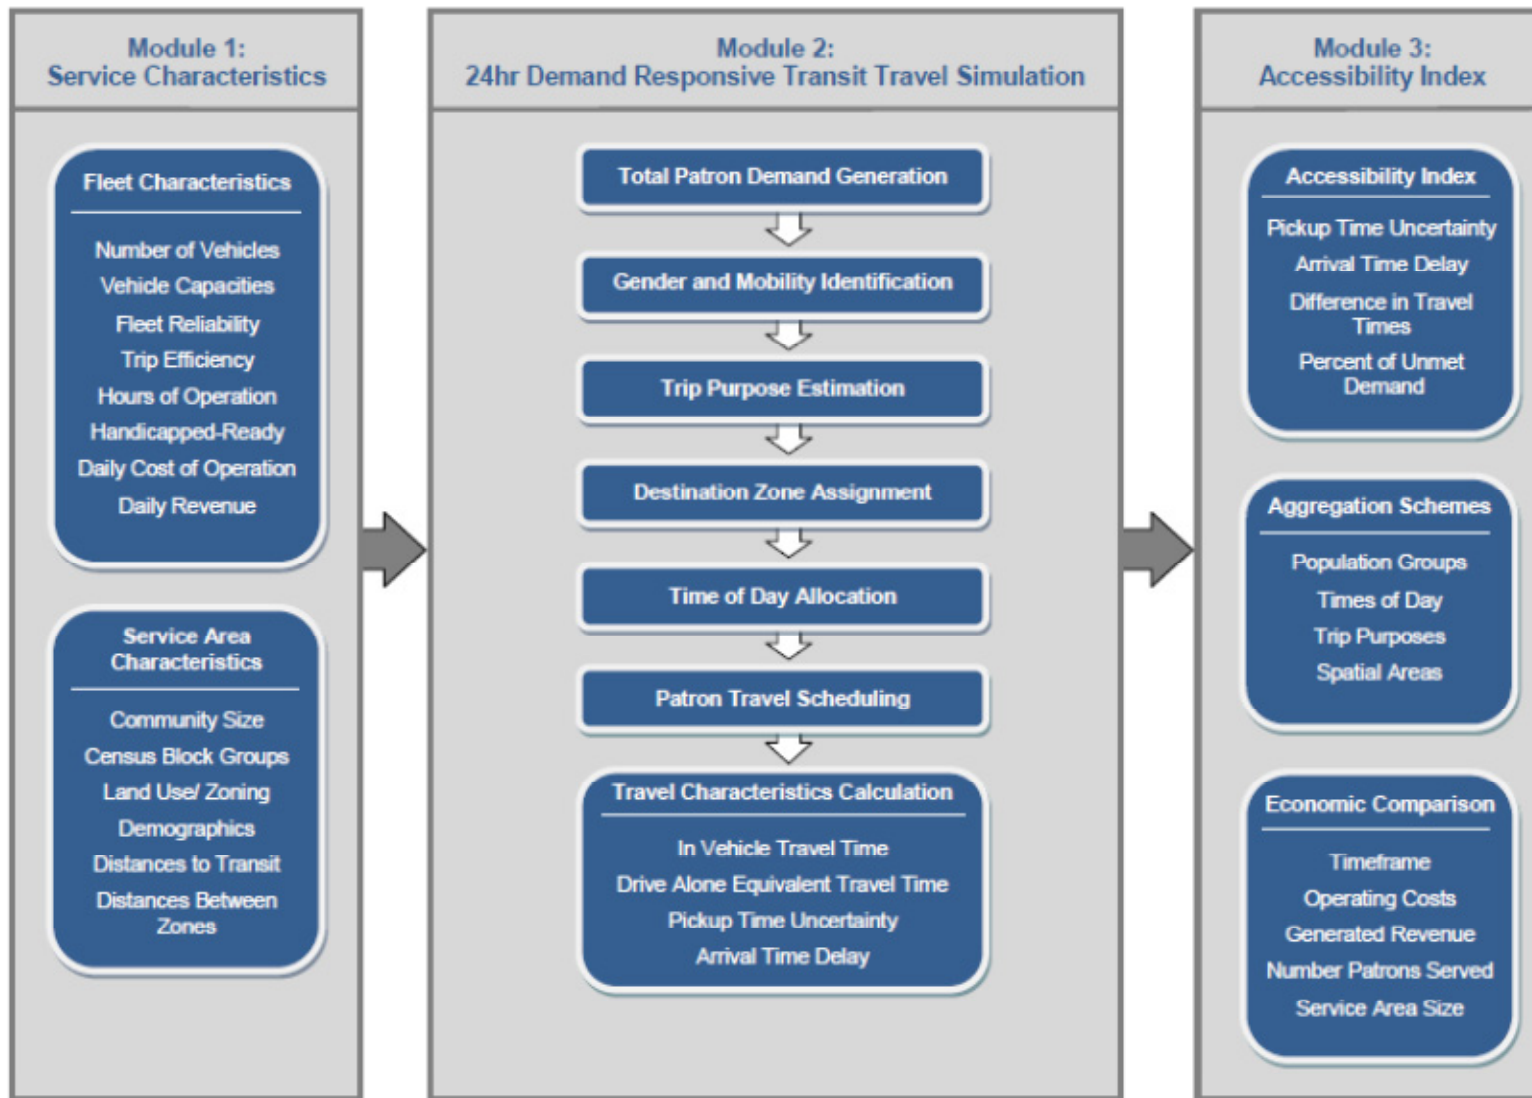 Module 1:
Service Characteristics
Fleet Characteristics
Number of Vehicles
Vehicle Capacities
Fleet Reliability
Trip Efficiency
Hours of Operation
Handicapped-Ready
Daily Cost of Operation
Daily Revenue
Service Area
Characteristics
Community Size
Census Block Groups
Land Use/ Zoning
Demographics
Distances to Transit
Distances Between
Zones
Module 2:
24hr Demand Responsive Transit Travel Simulation
Total Patron Demand Generation
Gender and Mobility Identification
Trip Purpose Estimation
Destination Zone Assignment
Time of Day Allocation
Patron Travel Scheduling
Travel Characteristics Calculation
In Vehicle Travel Time
Drive Alone Equivalent Travel Time
Pickup Time Uncertainty
Arrival Time Delay
Module 3:
Accessibility Index
Accessibility Index
Pickup Time Uncertainty
Arrival Time Delay
Difference in Travel
Times
Percent of Unmet
Demand
Aggregation Schemes
Population Groups
Times of Day
Trip Purposes
Spatial Areas
Economic Comparison
Timeframe
Operating Costs
Generated Revenue
Number Patrons Served
Service Area Size